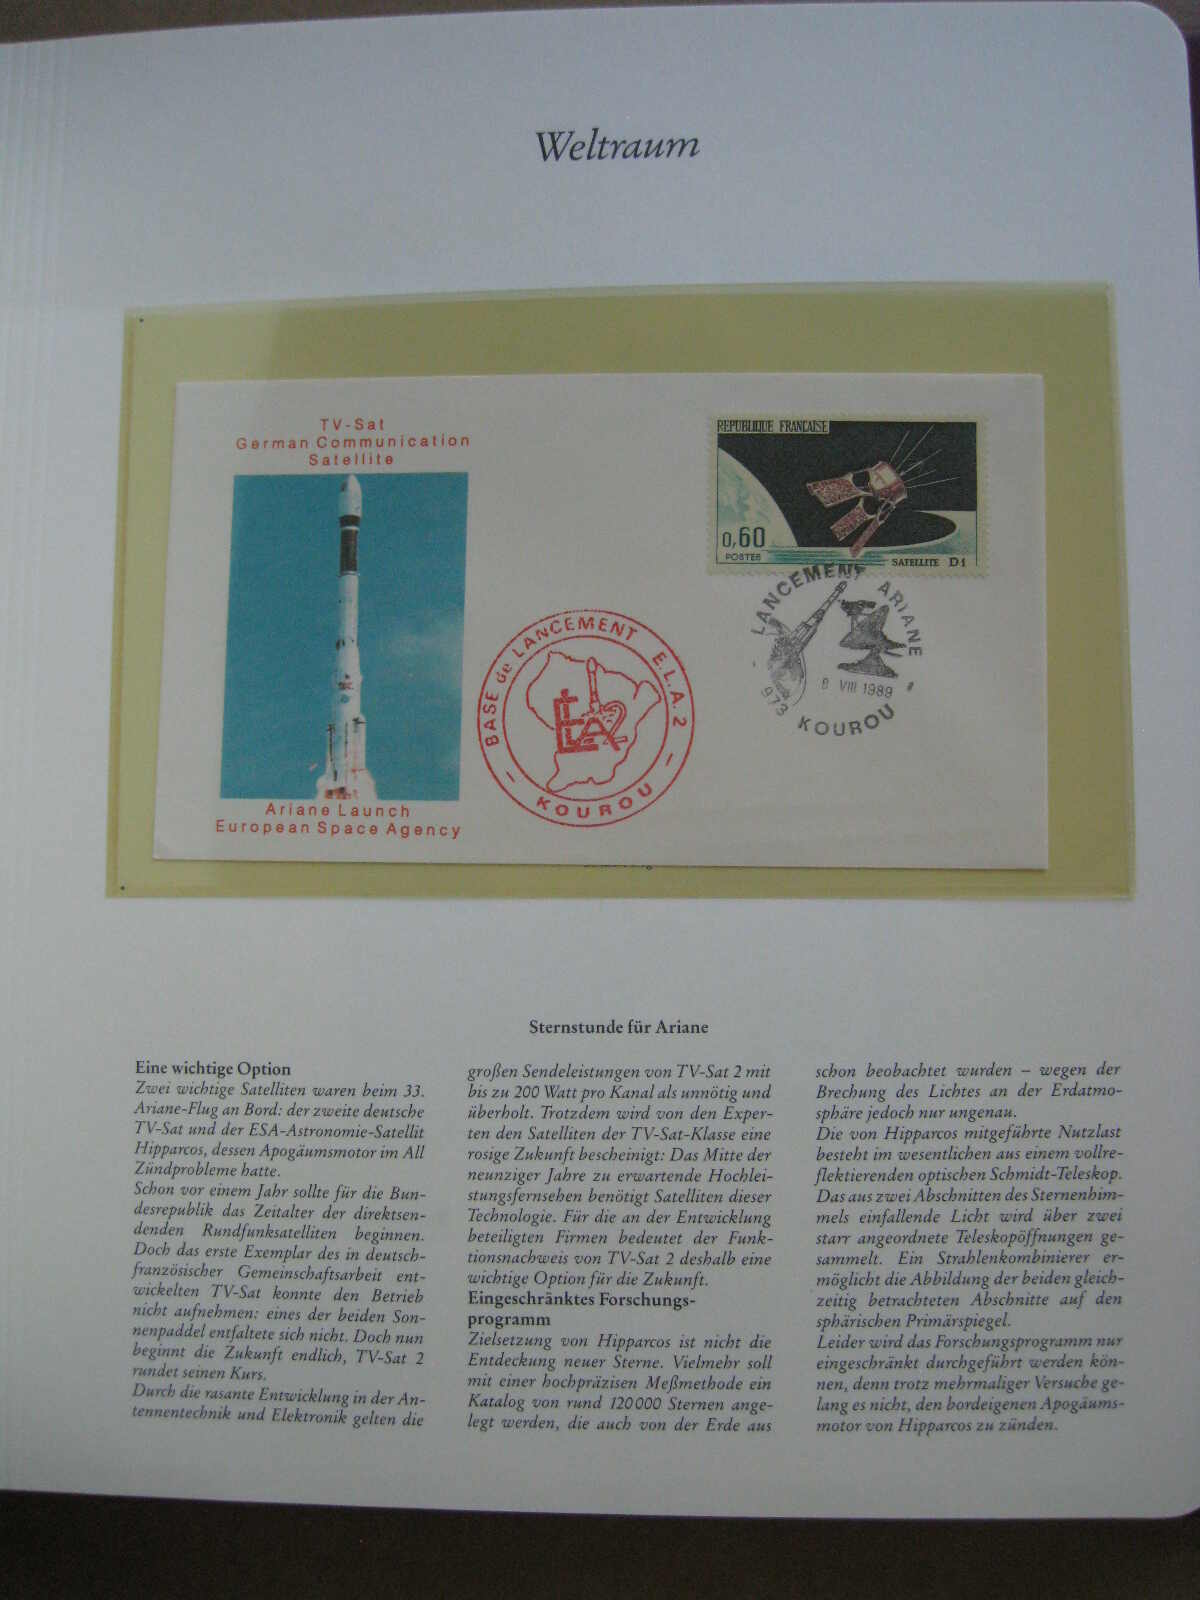 Weltraum
TV-Sat
German Communication
Satellite
Ariane Launch
European Space Agency
BASE de LANCEMENT E.L.A.2
ELA2
KOUROU
REPUBLIQUE FRANÇAISE
0,60
POSTES
SATELLITE D1
LANCEMENT ARIANE
8 VIII 1989
973 KOUROU
Sternstunde für Ariane
Eine wichtige Option
Zwei wichtige Satelliten waren beim 33.
Ariane-Flug an Bord: der zweite deutsche
TV-Sat und der ESA-Astronomie-Satellit
Hipparcos, dessen Apogäumsmotor im All
Zündprobleme hatte.
Schon vor einem Jahr sollte für die Bun-
desrepublik das Zeitalter der direktsen-
denden Rundfunksatelliten beginnen.
Doch das erste Exemplar des in deutsch-
französischer Gemeinschaftsarbeit ent-
wickelten TV-Sat konnte den Betrieb
nicht aufnehmen: eines der beiden Son-
nenpaddel entfaltete sich nicht. Doch nun
beginnt die Zukunft endlich, TV-Sat 2
rundet seinen Kurs.
Durch die rasante Entwicklung in der An-
tennentechnik und Elektronik gelten die
großen Sendeleistungen von TV-Sat 2 mit
bis zu 200 Watt pro Kanal als unnötig und
überholt. Trotzdem wird von den Exper-
ten den Satelliten der TV-Sat-Klasse eine
rosige Zukunft bescheinigt: Das Mitte der
neunziger Jahre zu erwartende Hochlei-
stungsfernsehen benötigt Satelliten dieser
Technologie. Für die an der Entwicklung
beteiligten Firmen bedeutet der Funk-
tionsnachweis von TV-Sat 2 deshalb eine
wichtige Option für die Zukunft.
Eingeschränktes Forschungs-
programm
Zielsetzung von Hipparcos ist nicht die
Entdeckung neuer Sterne. Vielmehr soll
mit einer hochpräzisen Meßmethode ein
Katalog von rund 120000 Sternen ange-
legt werden, die auch von der Erde aus
schon beobachtet wurden – wegen der
Brechung des Lichtes an der Erdatmo-
sphäre jedoch nur ungenau.
Die von Hipparcos mitgeführte Nutzlast
besteht im wesentlichen aus einem vollre-
flektierenden optischen Schmidt-Teleskop.
Das aus zwei Abschnitten des Sternenhim-
mels einfallende Licht wird über zwei
starr angeordnete Teleskopöffnungen ge-
sammelt. Ein Strahlenkombinierer er-
möglicht die Abbildung der beiden gleich-
zeitig betrachteten Abschnitte auf den
sphärischen Primärspiegel.
Leider wird das Forschungsprogramm nur
eingeschränkt durchgeführt werden kön-
nen, denn trotz mehrmaliger Versuche ge-
lang es nicht, den bordeigenen Apogäums-
motor von Hipparcos zu zünden.